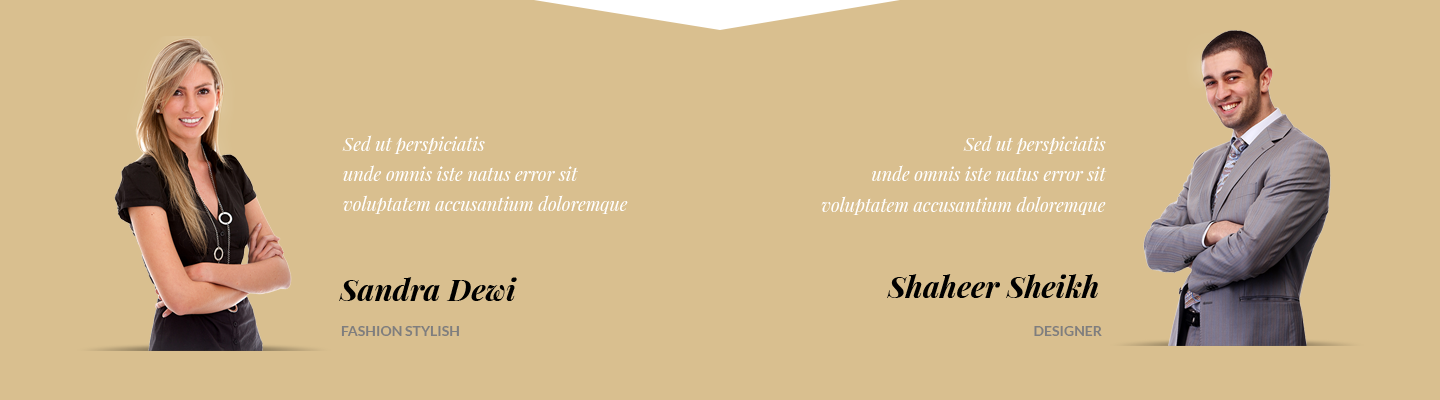 Sed ut perspiciatis
unde omnis iste natus error sit
voluptatem accusantium doloremque
Sandra Dewi
FASHION STYLISH
Sed ut perspiciatis
unde omnis iste natus error sit
voluptatem accusantium doloremque
Shaheer Sheikh
DESIGNER